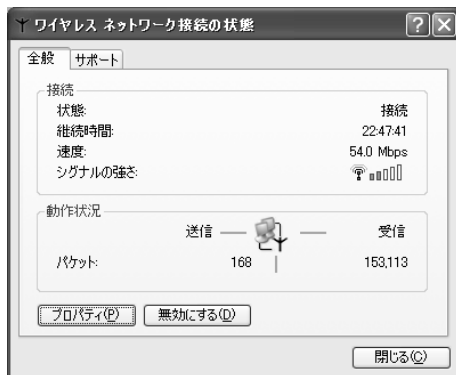 ワイヤレス ネットワーク接続の状態
全般 サポート
接続
状態: 接続
継続時間: 22:47:41
速度: 54.0 Mbps
シグナルの強さ:
動作状況
送信 受信
パケット: 168 153,113
プロパティ(P) 無効にする(D)
閉じる(C)